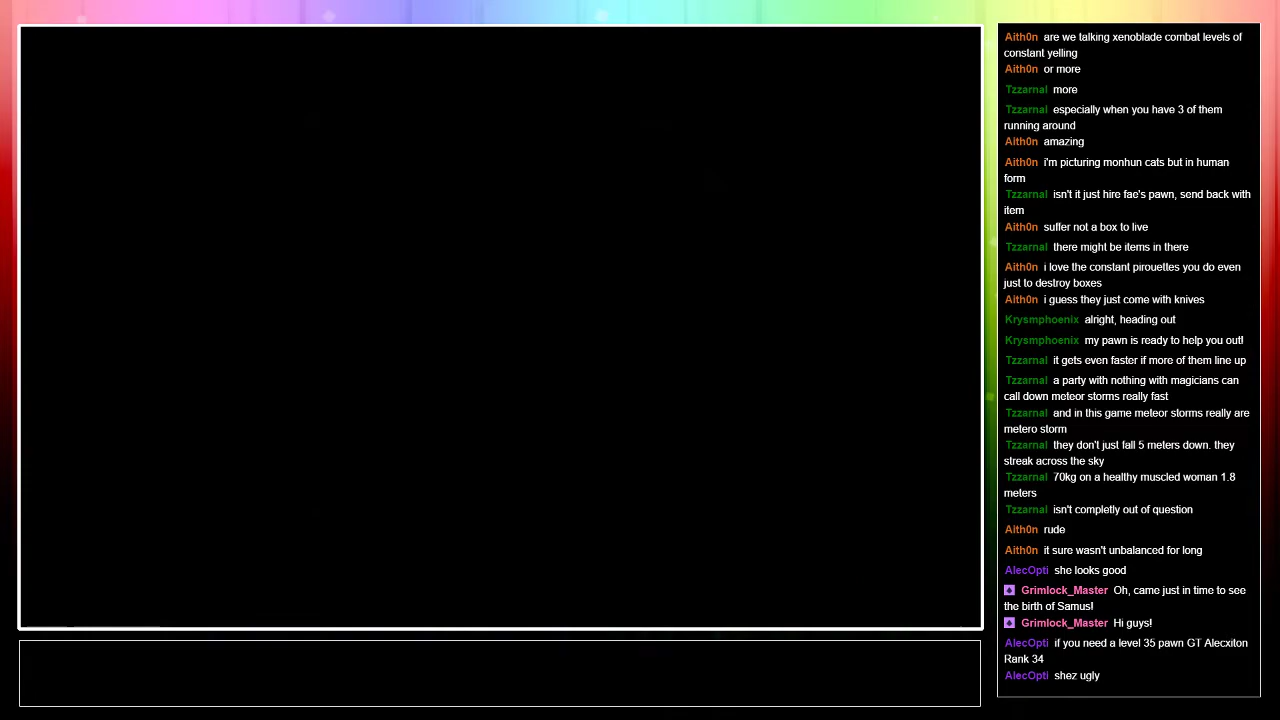 Aith0n are we talking xenoblade combat levels of
constant yelling
Aith0n or more
Tzzarnal more
Tzzarnal especially when you have 3 of them
running around
Aith0n amazing
Aith0n i'm picturing monhun cats but in human
form
Tzzarnal isn't it just hire fae's pawn, send back with
item
Aith0n suffer not a box to live
Tzzarnal there might be items in there
Aith0n i love the constant pirouettes you do even
just to destroy boxes
Aith0n i guess they just come with knives
Krysmphoenix alright, heading out
Krysmphoenix my pawn is ready to help you out!
Tzzarnal it gets even faster if more of them line up
Tzzarnal a party with nothing with magicians can
call down meteor storms really fast
Tzzarnal and in this game meteor storms really are
metero storm
Tzzarnal they don't just fall 5 meters down. they
streak across the sky
Tzzarnal 70kg on a healthy muscled woman 1.8
meters
Tzzarnal isn't completly out of question
Aith0n rude
Aith0n it sure wasn't unbalanced for long
AlecOpti she looks good
Grimlock_Master Oh, came just in time to see
the birth of Samus!
Grimlock_Master Hi guys!
AlecOpti if you need a level 35 pawn GT Alecxiton
Rank 34
AlecOpti shez ugly